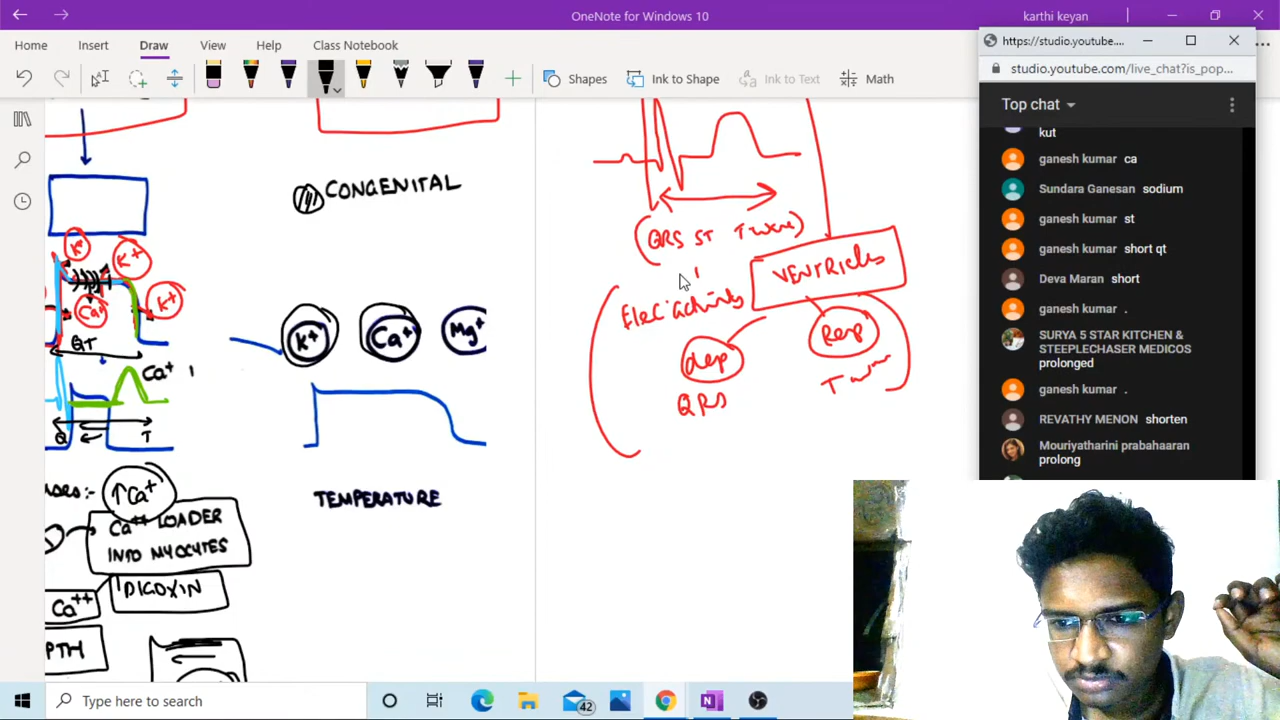 OneNote for Windows 10
karthi keyan
Home Insert Draw View Help Class Notebook
Shapes
Ink to Shape
Ink to Text
Math
https://studio.youtube....
studio.youtube.com/live_chat?is_pop...
Top chat
kut
ganesh kumar ca
Sundara Ganesan sodium
ganesh kumar st
ganesh kumar short qt
Deva Maran short
ganesh kumar .
SURYA 5 STAR KITCHEN &
STEEPLECHASER MEDICOS
prolonged
ganesh kumar .
REVATHY MENON shorten
Mouriyatharini prabahaaran
prolong
K+
K+
Ca+
K+
QT
Ca+
Q T
↑Ca+
Ca++ LOADER
INTO MYOCYTES
DIGOXIN
Ca++
PTH
CONGENITAL
K+ Ca+ Mg+
TEMPERATURE
(QRS ST T wave)
VENTRICLES
Elec activity
dep
Rep
QRS
T wave
Type here to search
42